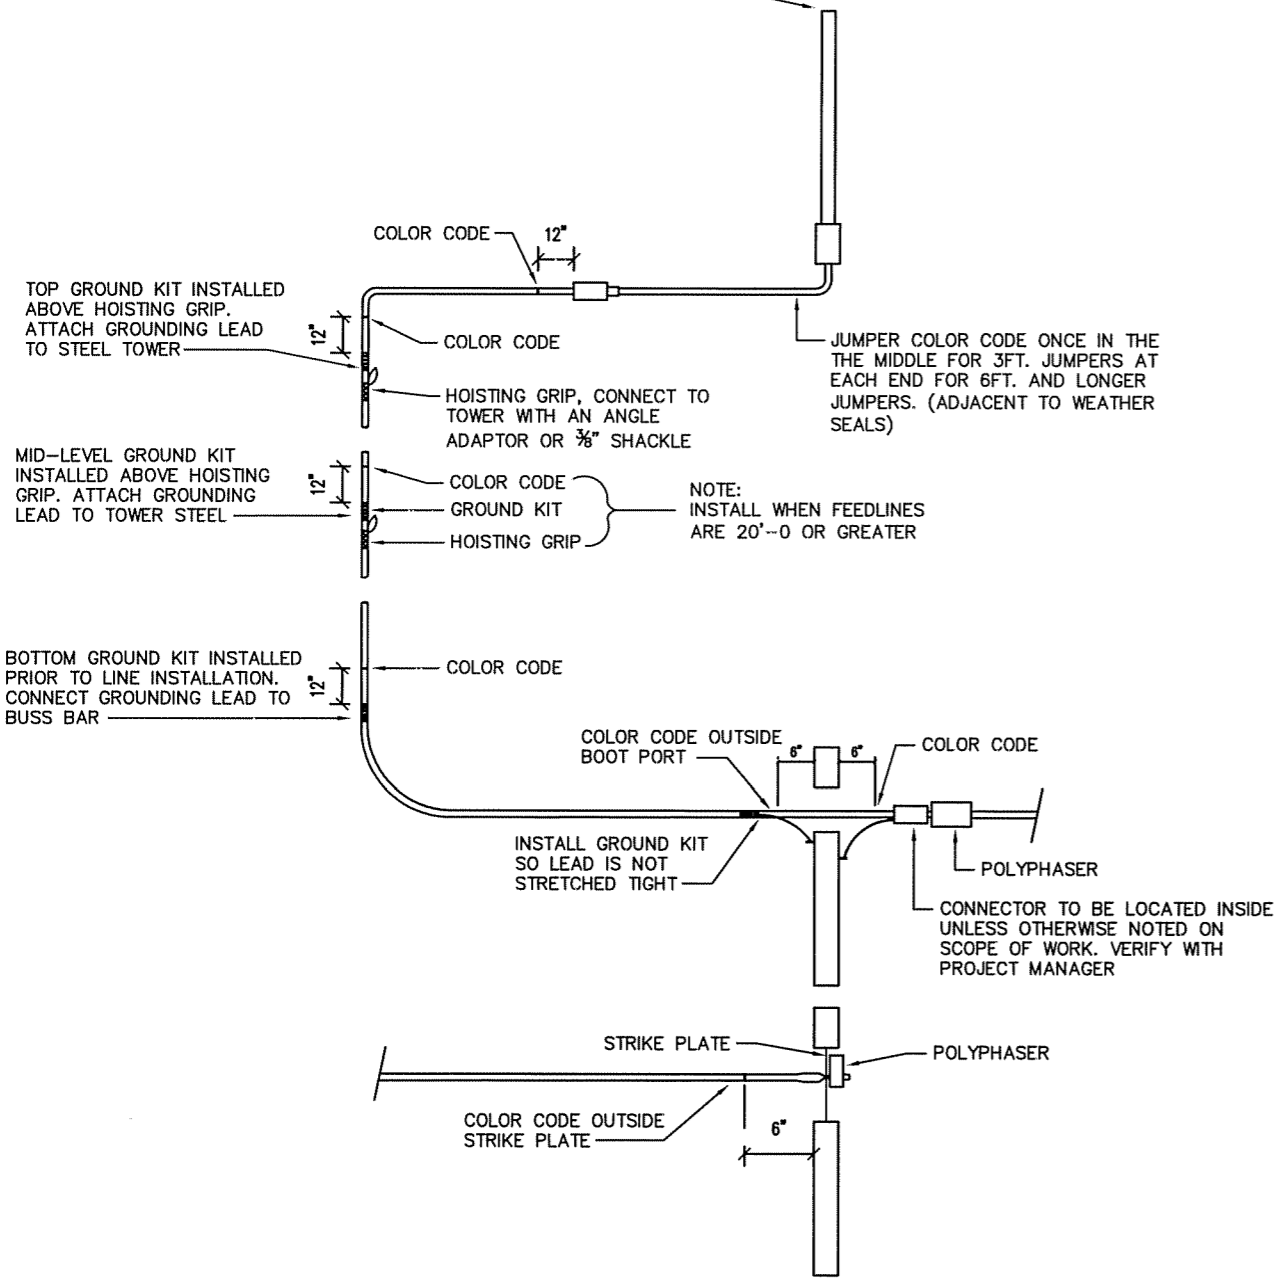 COLOR CODE
12"
TOP GROUND KIT INSTALLED
ABOVE HOISTING GRIP.
ATTACH GROUNDING LEAD
TO STEEL TOWER
12"
COLOR CODE
JUMPER COLOR CODE ONCE IN THE
THE MIDDLE FOR 3FT. JUMPERS AT
EACH END FOR 6FT. AND LONGER
JUMPERS. (ADJACENT TO WEATHER
SEALS)
HOISTING GRIP, CONNECT TO
TOWER WITH AN ANGLE
ADAPTOR OR ⅜" SHACKLE
MID-LEVEL GROUND KIT
INSTALLED ABOVE HOISTING
GRIP. ATTACH GROUNDING
LEAD TO TOWER STEEL
12"
COLOR CODE
GROUND KIT
HOISTING GRIP
NOTE:
INSTALL WHEN FEEDLINES
ARE 20'-0 OR GREATER
BOTTOM GROUND KIT INSTALLED
PRIOR TO LINE INSTALLATION.
CONNECT GROUNDING LEAD TO
BUSS BAR
12"
COLOR CODE
COLOR CODE OUTSIDE
BOOT PORT
6"
6"
COLOR CODE
INSTALL GROUND KIT
SO LEAD IS NOT
STRETCHED TIGHT
POLYPHASER
CONNECTOR TO BE LOCATED INSIDE
UNLESS OTHERWISE NOTED ON
SCOPE OF WORK. VERIFY WITH
PROJECT MANAGER
STRIKE PLATE
POLYPHASER
COLOR CODE OUTSIDE
STRIKE PLATE
6"